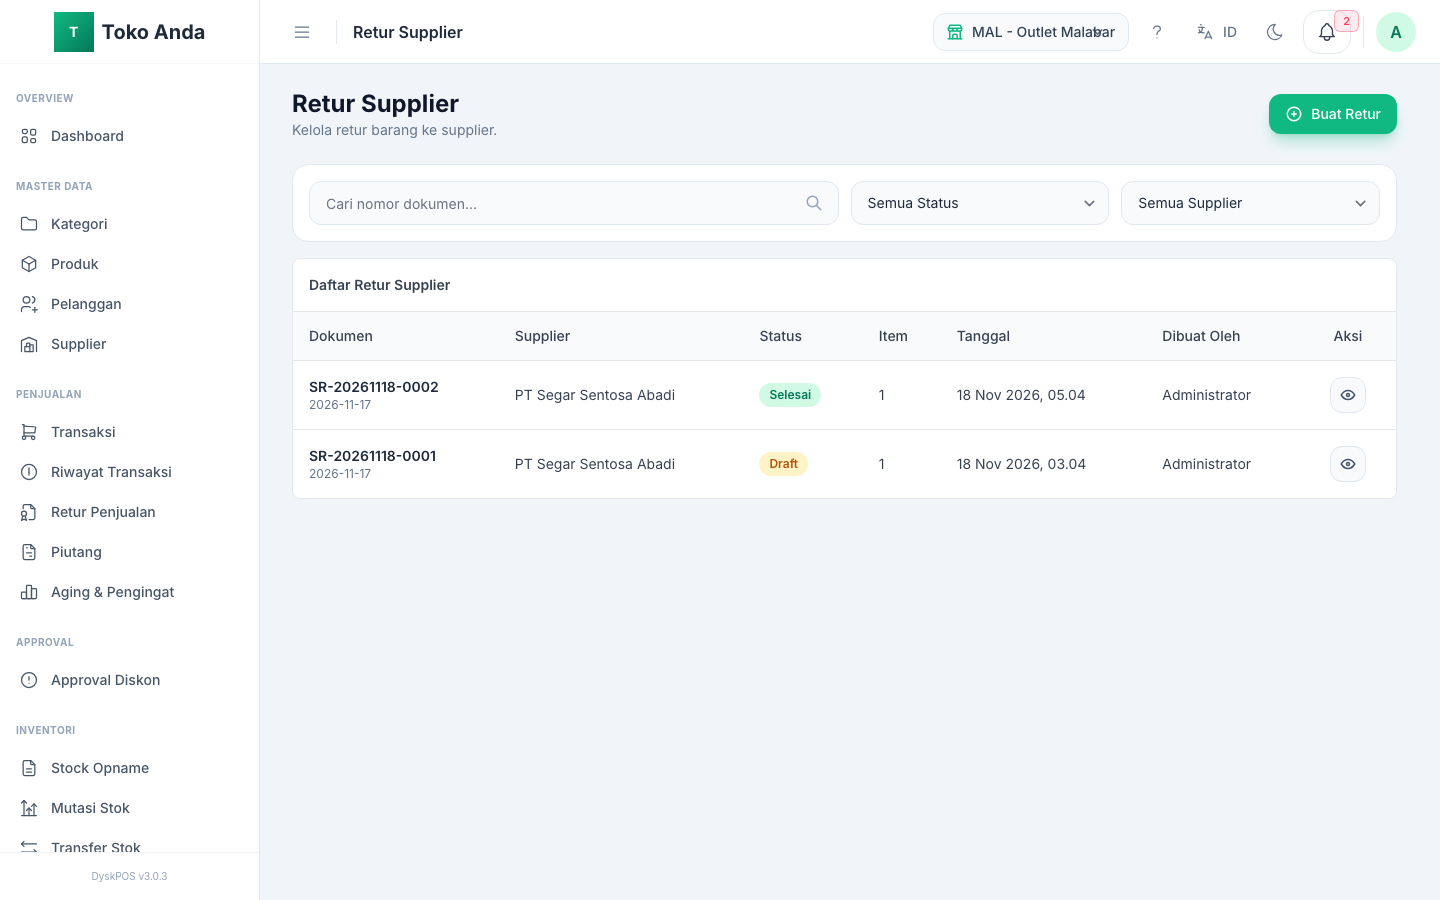 T Toko Anda
Retur Supplier
MAL - Outlet Malabar
?
ID
2
A
OVERVIEW
Dashboard
MASTER DATA
Kategori
Produk
Pelanggan
Supplier
PENJUALAN
Transaksi
Riwayat Transaksi
Retur Penjualan
Piutang
Aging & Pengingat
APPROVAL
Approval Diskon
INVENTORI
Stock Opname
Mutasi Stok
Transfer Stok
DyskPOS v3.0.3
Retur Supplier
Kelola retur barang ke supplier.
Buat Retur
Cari nomor dokumen...
Semua Status
Semua Supplier
Daftar Retur Supplier
Dokumen Supplier Status Item Tanggal Dibuat Oleh Aksi
SR-20261118-0002
2026-11-17
PT Segar Sentosa Abadi Selesai 1 18 Nov 2026, 05.04 Administrator
SR-20261118-0001
2026-11-17
PT Segar Sentosa Abadi Draft 1 18 Nov 2026, 03.04 Administrator